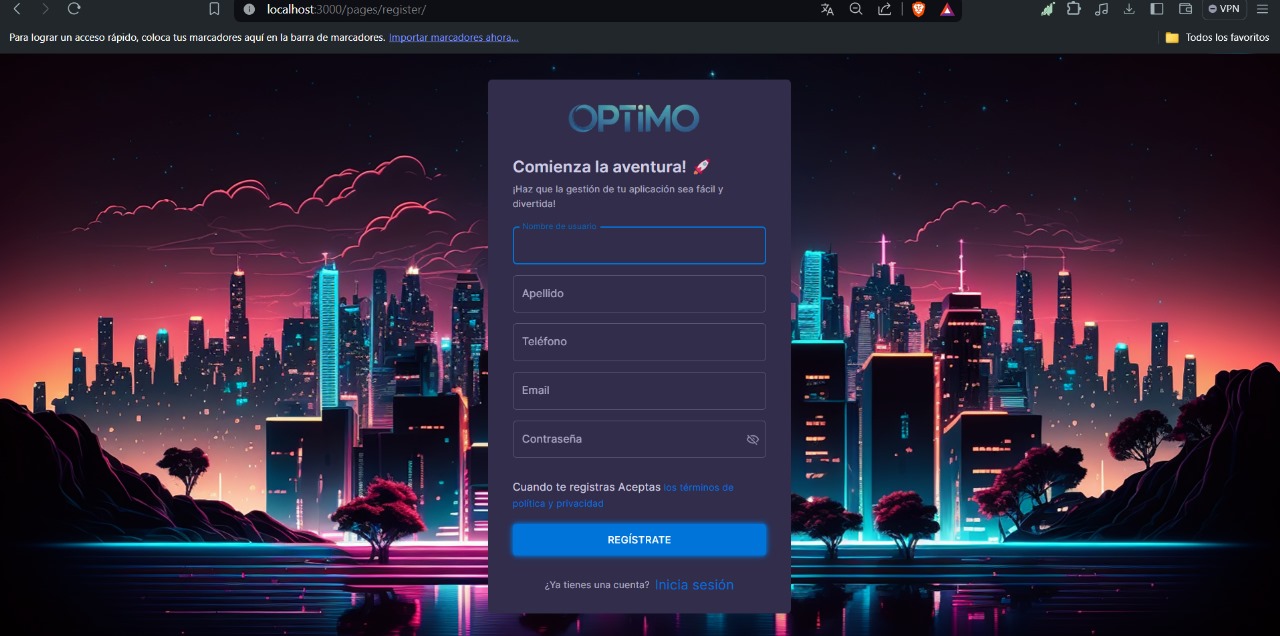 localhost:3000/pages/register/
VPN
Para lograr un acceso rápido, coloca tus marcadores aquí en la barra de marcadores. Importar marcadores ahora...
Todos los favoritos
OPTiMO
Comienza la aventura! 🚀
¡Haz que la gestión de tu aplicación sea fácil y
divertida!
Nombre de usuario
Apellido
Teléfono
Email
Contraseña
Cuando te registras Aceptas los términos de
política y privacidad
REGÍSTRATE
¿Ya tienes una cuenta? Inicia sesión